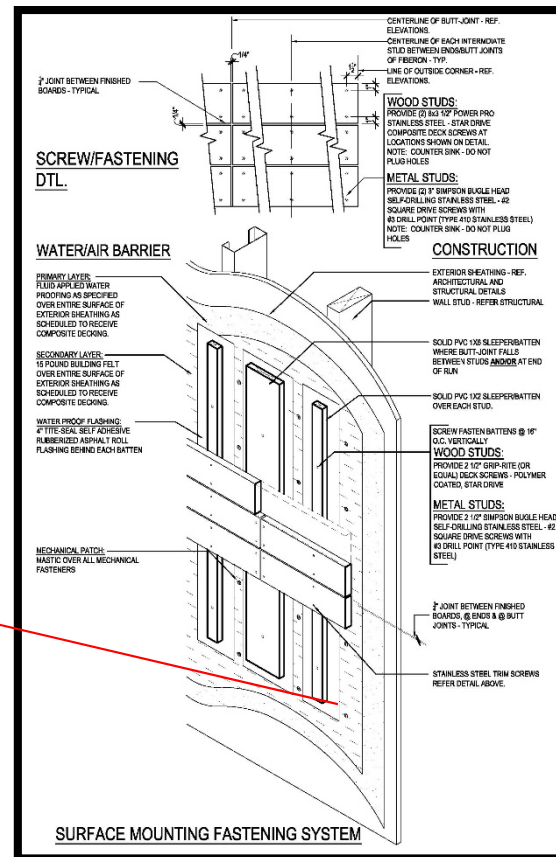 CENTERLINE OF BUTT-JOINT - REF.
ELEVATIONS.
CENTERLINE OF EACH INTERMDIATE
STUD BETWEEN ENDS/BUTT JOINTS
OF FIBERON - TYP.
LINE OF OUTSIDE CORNER - REF.
ELEVATIONS.
1/4"
JOINT BETWEEN FINISHED
BOARDS - TYPICAL
1/4"
WOOD STUDS:
PROVIDE (2) 8x3 1/2" POWER PRO
STAINLESS STEEL - STAR DRIVE
COMPOSITE DECK SCREWS AT
LOCATIONS SHOWN ON DETAIL.
NOTE: COUNTER SINK - DO NOT
PLUG HOLES
SCREW/FASTENING
DTL.
METAL STUDS:
PROVIDE (2) 3" SIMPSON BUGLE HEAD
SELF-DRILLING STAINLESS STEEL - #2
SQUARE DRIVE SCREWS WITH
#3 DRILL POINT (TYPE 410 STAINLESS STEEL)
NOTE: COUNTER SINK - DO NOT PLUG
HOLES
WATER/AIR BARRIER
CONSTRUCTION
PRIMARY LAYER:
FLUID APPLIED WATER
PROOFING AS SPECIFIED
OVER ENTIRE SURFACE OF
EXTERIOR SHEATHING AS
SCHEDULED TO RECEIVE
COMPOSITE DECKING.
SECONDARY LAYER:
15 POUND BUILDING FELT
OVER ENTIRE SURFACE OF
EXTERIOR SHEATHING AS
SCHEDULED TO RECEIVE
COMPOSITE DECKING.
WATER PROOF FLASHING:
4" TITE-SEAL SELF ADHESIVE
RUBBERIZED ASPHALT ROLL
FLASHING BEHIND EACH BATTEN
MECHANICAL PATCH:
MASTIC OVER ALL MECHANICAL
FASTENERS
EXTERIOR SHEATHING - REF.
ARCHITECTURAL AND
STRUCTURAL DETAILS
WALL STUD - REFER STRUCTURAL
SOLID PVC 1X6 SLEEPER/BATTEN
WHERE BUTT-JOINT FALLS
BETWEEN STUDS AND/OR AT END
OF RUN
SOLID PVC 1X2 SLEEPER/BATTEN
OVER EACH STUD.
SCREW FASTEN BATTENS @ 16"
O.C. VERTICALLY
WOOD STUDS:
PROVIDE 2 1/2" GRIP-RITE (OR
EQUAL) DECK SCREWS - POLYMER
COATED, STAR DRIVE
METAL STUDS:
PROVIDE 2 1/2" SIMPSON BUGLE HEAD
SELF-DRILLING STAINLESS STEEL - #2
SQUARE DRIVE SCREWS WITH
#3 DRILL POINT (TYPE 410 STAINLESS
STEEL)
JOINT BETWEEN FINISHED
BOARDS, @ ENDS & @ BUTT
JOINTS - TYPICAL
STAINLESS STEEL TRIM SCREWS
REFER DETAIL ABOVE.
SURFACE MOUNTING FASTENING SYSTEM